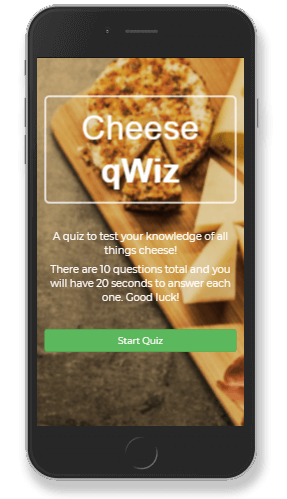 Cheese
qWiz
A quiz to test your knowledge of all
things cheese!
There are 10 questions total and you
will have 20 seconds to answer each
one. Good luck!
Start Quiz